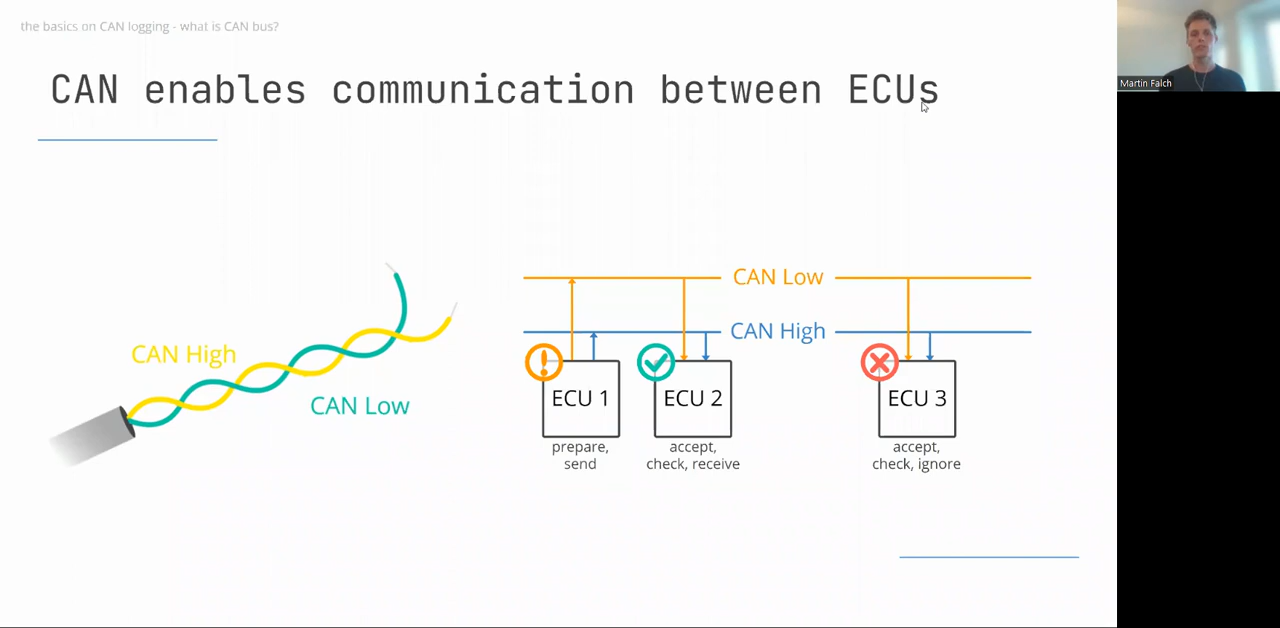 the basics on CAN logging - what is CAN bus?
CAN enables communication between ECUs
Martin Falch
CAN High
CAN Low
CAN Low
CAN High
ECU 1
ECU 2
ECU 3
prepare,
send
accept,
check, receive
accept,
check, ignore